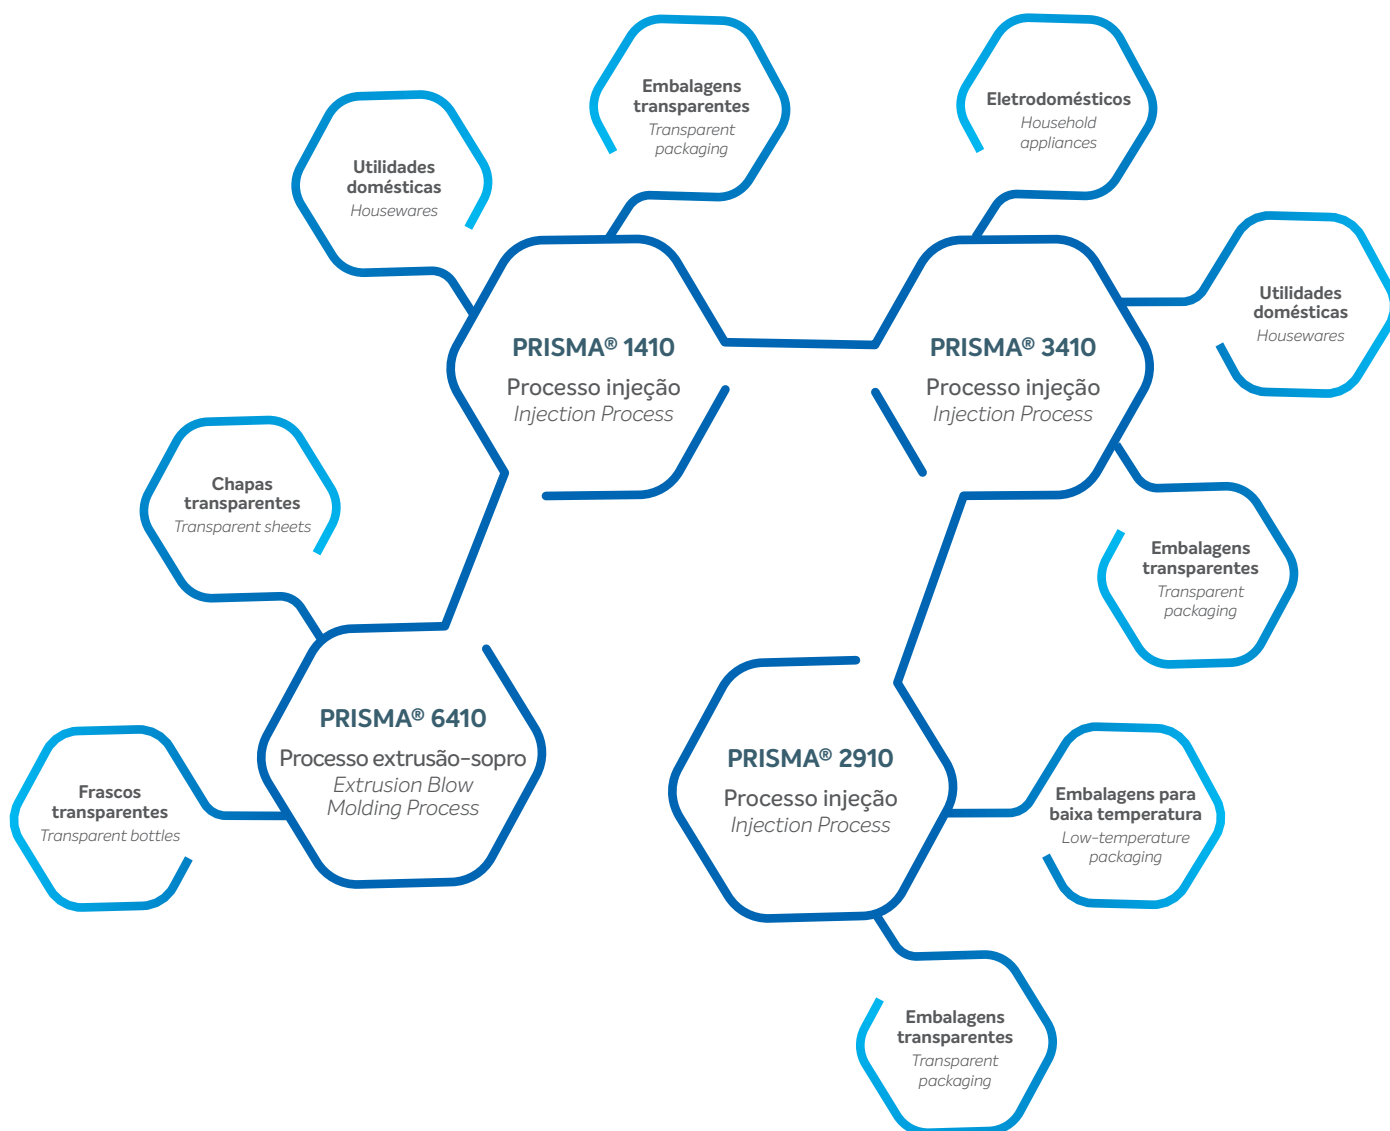 Embalagens
transparentes
Transparent
packaging
Eletrodomésticos
Household
appliances
Utilidades
domésticas
Housewares
Utilidades
domésticas
Housewares
PRISMA® 1410
Processo injeção
Injection Process
PRISMA® 3410
Processo injeção
Injection Process
Chapas
transparentes
Transparent sheets
Embalagens
transparentes
Transparent
packaging
PRISMA® 6410
Processo extrusão-sopro
Extrusion Blow
Molding Process
PRISMA® 2910
Processo injeção
Injection Process
Frascos
transparentes
Transparent bottles
Embalagens para
baixa temperatura
Low-temperature
packaging
Embalagens
transparentes
Transparent
packaging